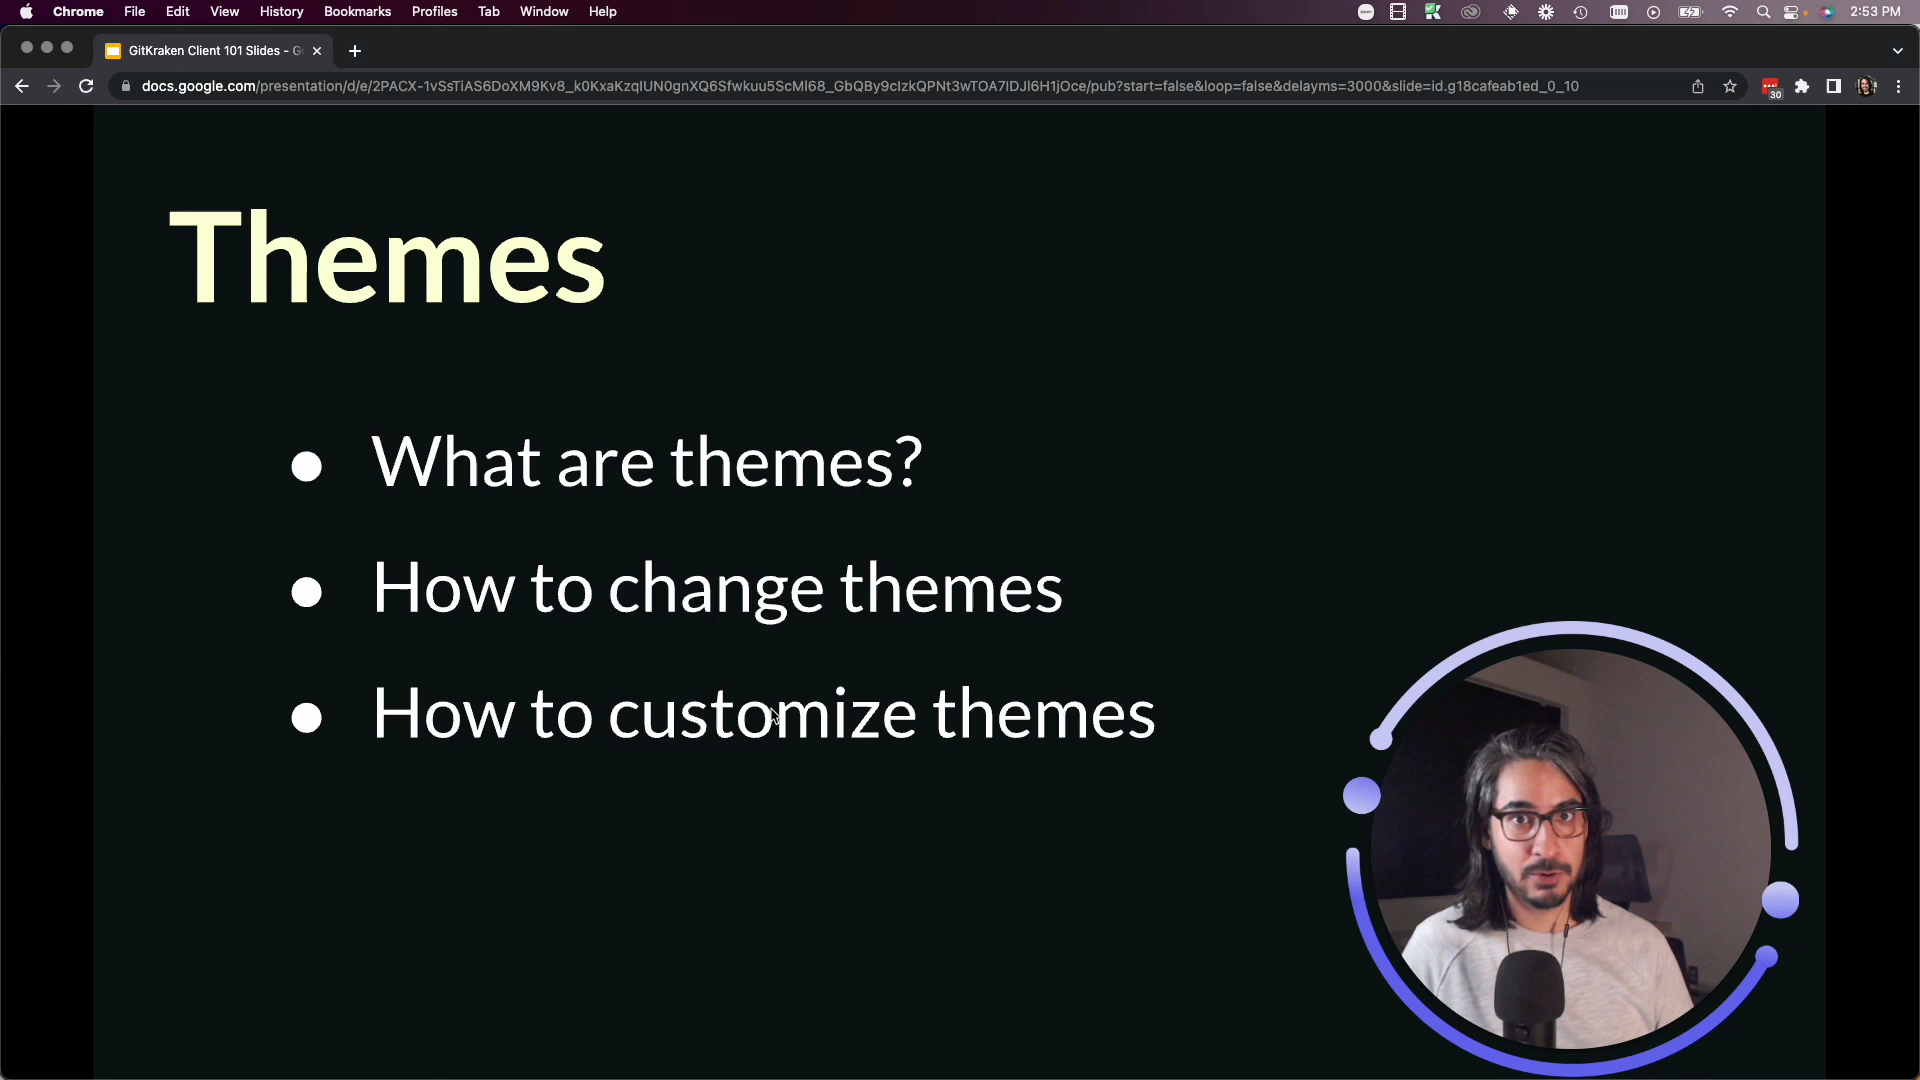 Chrome File Edit View History Bookmarks Profiles Tab Window Help 2:53 PM
GitKraken Client 101 Slides - G
docs.google.com/presentation/d/e/2PACX-1vSsTiAS6DoXM9Kv8_k0KxaKzqIUN0gnXQ6Sfwkuu5ScMl68_GbQBy9cIzkQPNt3wTOA7IDJl6H1jOce/pub?start=false&loop=false&delayms=3000&slide=id.g18cafeab1ed_0_10
30
Themes
● What are themes?
● How to change themes
● How to customize themes